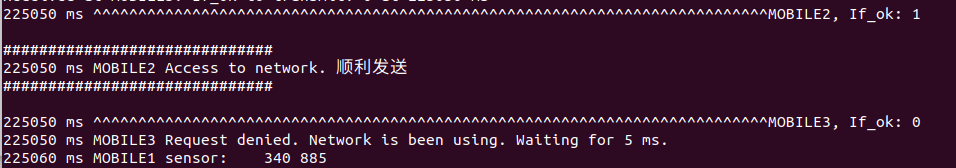 225050 ms ^^^^^^^^^^^^^^^^^^^^^^^^^^^^^^^^^^^^^^^^^^^^^^^^^^^^^^^^^^^^^^^^^^^^^^^^^^^MOBILE2, If_ok: 1
##############################
225050 ms MOBILE2 Access to network. 顺利发送
##############################
225050 ms ^^^^^^^^^^^^^^^^^^^^^^^^^^^^^^^^^^^^^^^^^^^^^^^^^^^^^^^^^^^^^^^^^^^^^^^^^^^MOBILE3, If_ok: 0
225050 ms MOBILE3 Request denied. Network is been using. Waiting for 5 ms.
225060 ms MOBILE1 sensor:    340 885